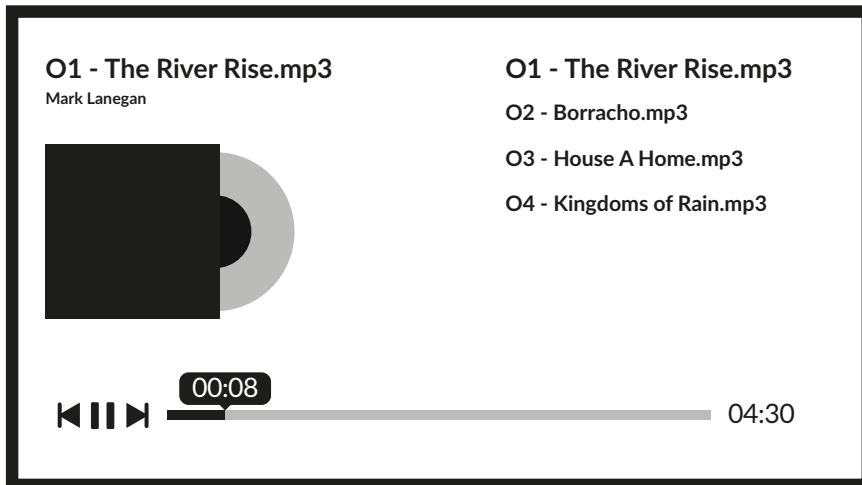 O1 - The River Rise.mp3
Mark Lanegan
O1 - The River Rise.mp3
O2 - Borracho.mp3
O3 - House A Home.mp3
O4 - Kingdoms of Rain.mp3
00:08
04:30